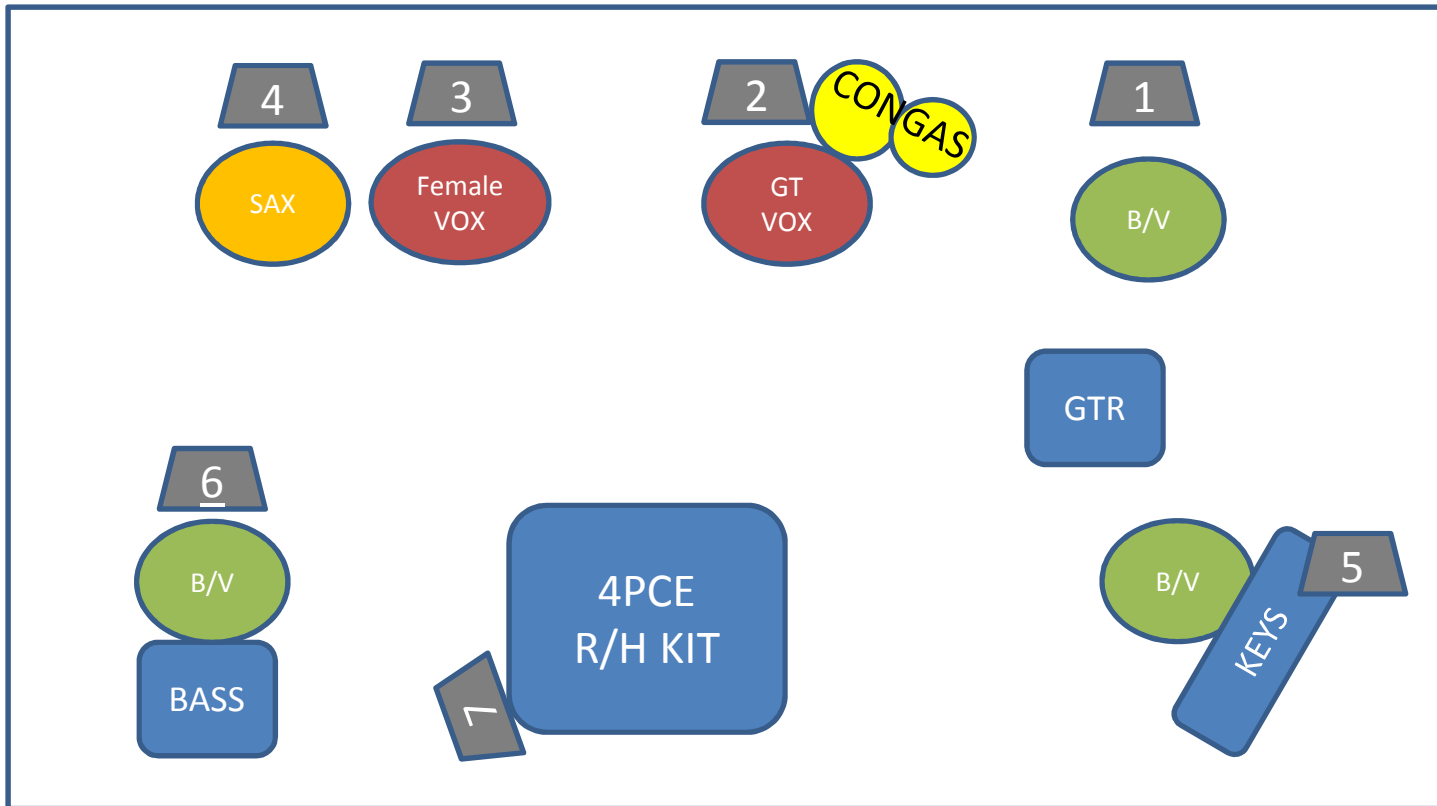 4
3
2
CONGAS
1
SAX
Female
VOX
GT
VOX
B/V
GTR
6
B/V
BASS
4PCE
R/H KIT
7
B/V
KEYS
5